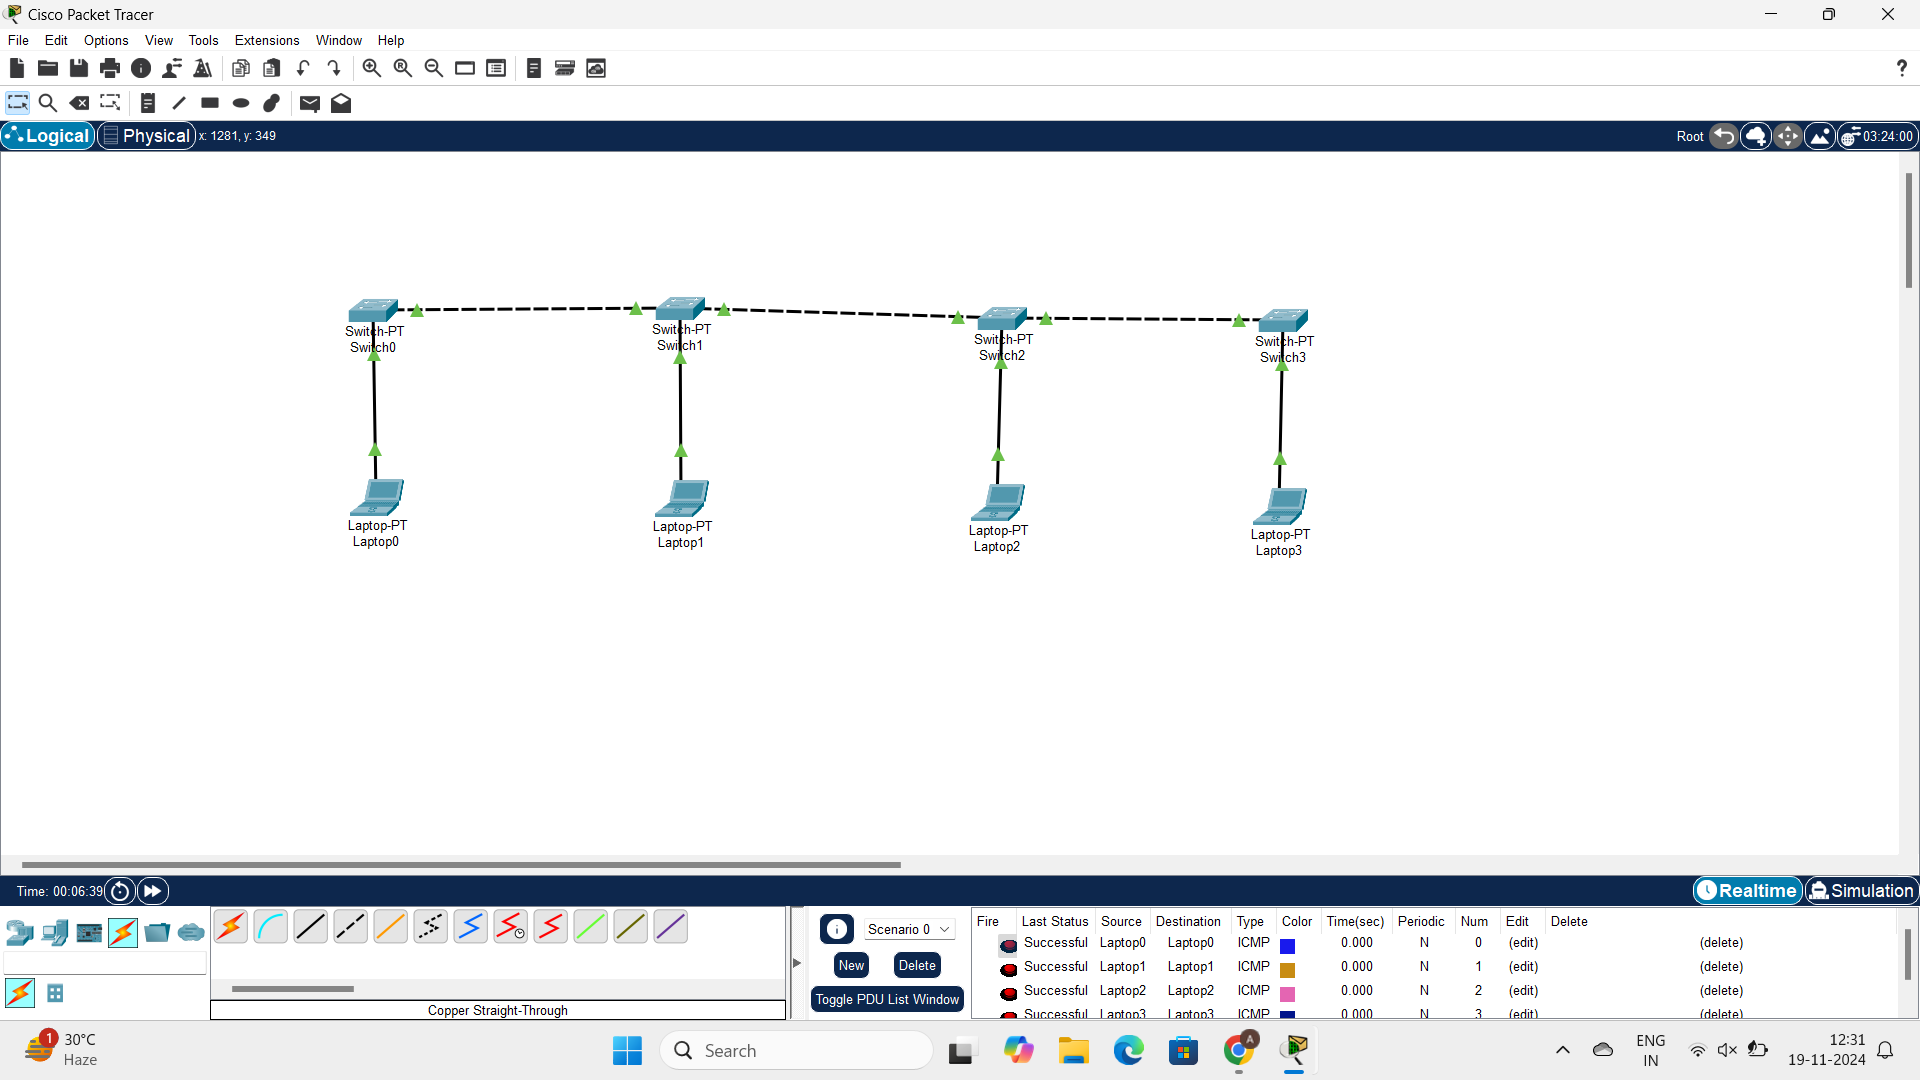 Cisco Packet Tracer
File Edit Options View Tools Extensions Window Help
?
Logical Physical x: 1281, y: 349 Root 03:24:00
Switch-PT
Switch0
Switch-PT
Switch1
Switch-PT
Switch2
Switch-PT
Switch3
Laptop-PT
Laptop0
Laptop-PT
Laptop1
Laptop-PT
Laptop2
Laptop-PT
Laptop3
Time: 00:06:39 Realtime Simulation
Copper Straight-Through
Scenario 0
New Delete
Toggle PDU List Window
Fire Last Status Source Destination Type Color Time(sec) Periodic Num Edit Delete
Successful Laptop0 Laptop0 ICMP 0.000 N 0 (edit) (delete)
Successful Laptop1 Laptop1 ICMP 0.000 N 1 (edit) (delete)
Successful Laptop2 Laptop2 ICMP 0.000 N 2 (edit) (delete)
Successful Laptop3 Laptop3 ICMP 0.000 N 3 (edit) (delete)
1
30°C
Haze
Search
A
ENG
IN
12:31
19-11-2024